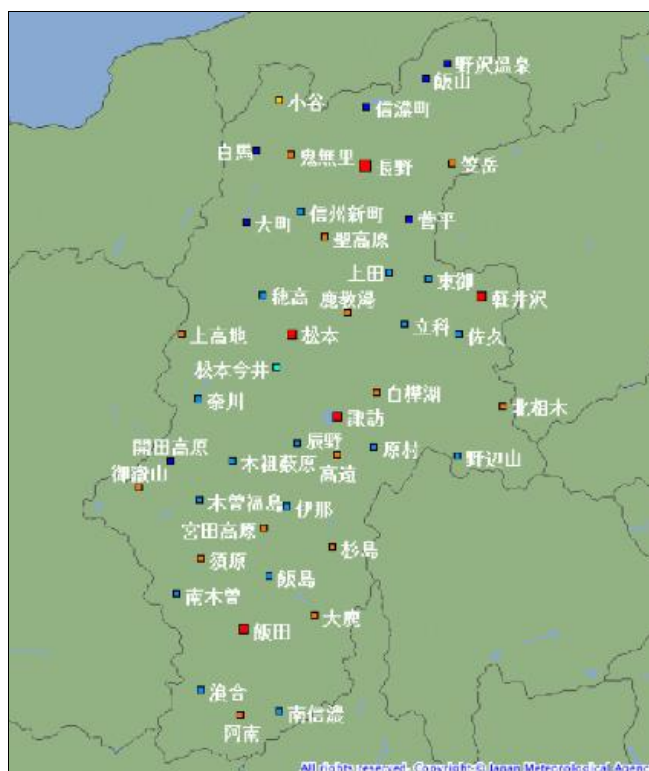 野沢温泉
飯山
小谷
信濃町
白馬
鬼無里
長野
笠岳
信州新町
大町
菅平
聖高原
上田
東御
穂高
鹿教湯
軽井沢
上高地
松本
立科
佐久
松本今井
奈川
白樺湖
北相木
諏訪
辰野
原村
開田高原
木祖薮原
高遠
野辺山
御嶽山
木曽福島
伊那
宮田高原
杉島
須原
飯島
南木曽
大鹿
飯田
浪合
南信濃
阿南
All rights reserved. Copyright © Japan Meteorological Agency